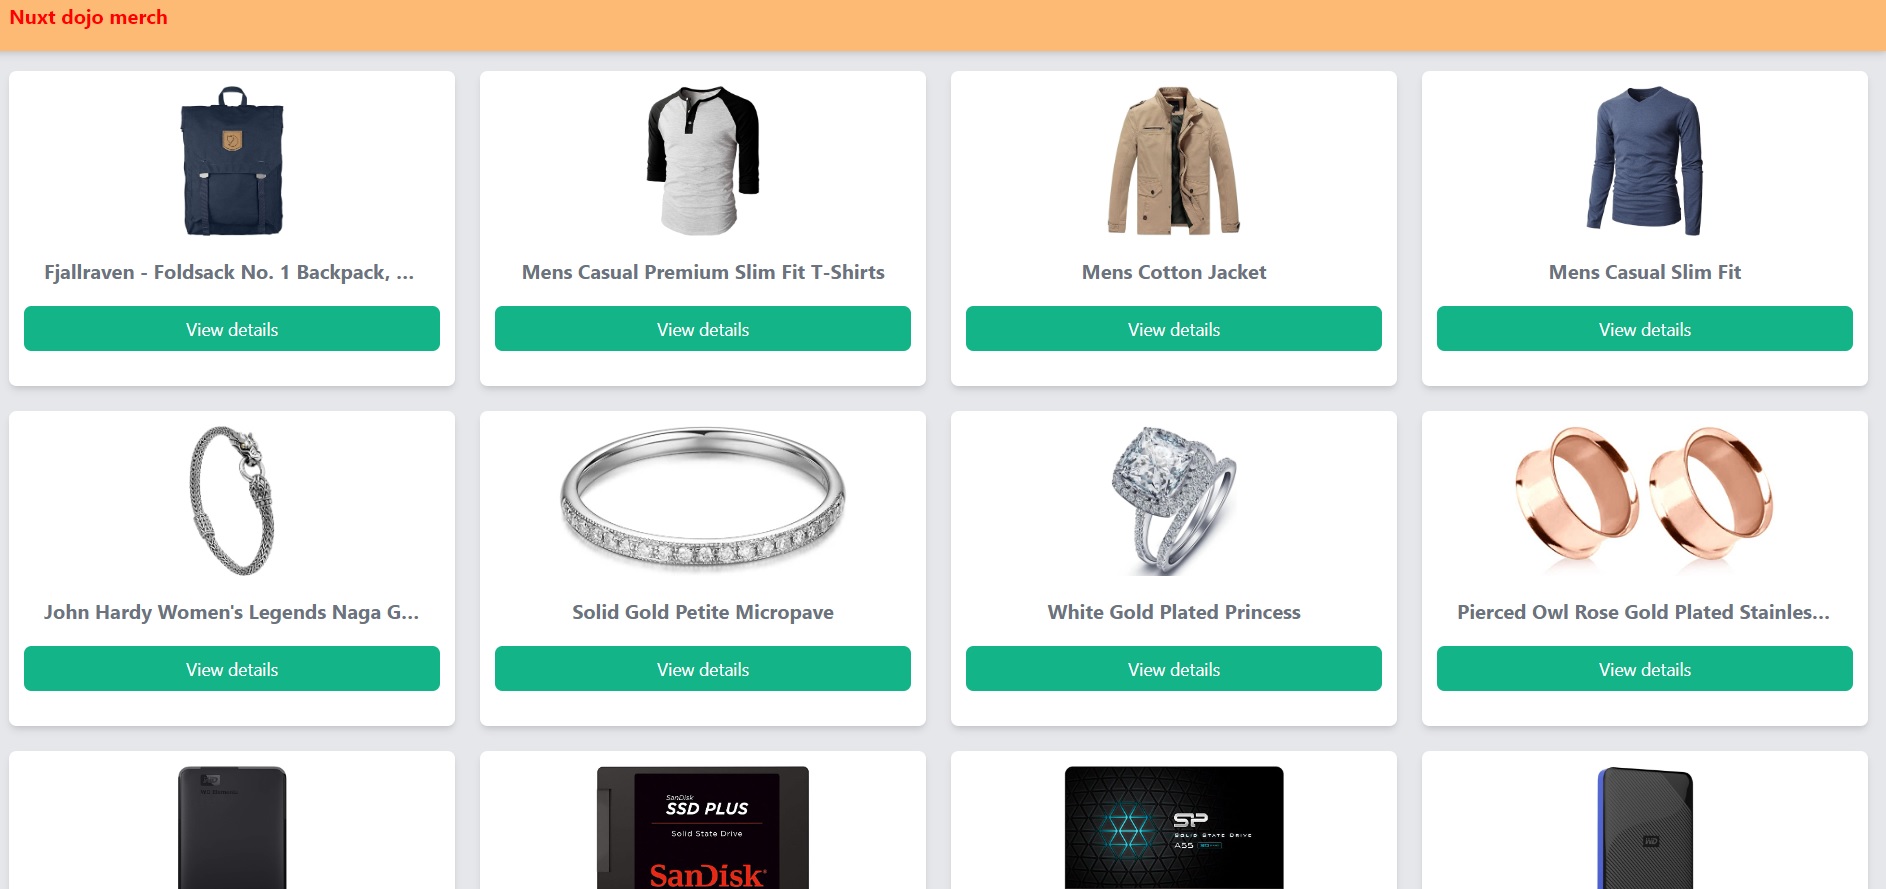 Nuxt dojo merch
Fjallraven - Foldsack No. 1 Backpack, ...
Mens Casual Premium Slim Fit T-Shirts
Mens Cotton Jacket
Mens Casual Slim Fit
View details
View details
View details
View details
John Hardy Women's Legends Naga G...
Solid Gold Petite Micropave
White Gold Plated Princess
Pierced Owl Rose Gold Plated Stainles...
View details
View details
View details
View details
WD
SanDisk
SSD PLUS
Solid State Drive
SanDisk
SP
SOLID STATE DRIVE
A55
WD